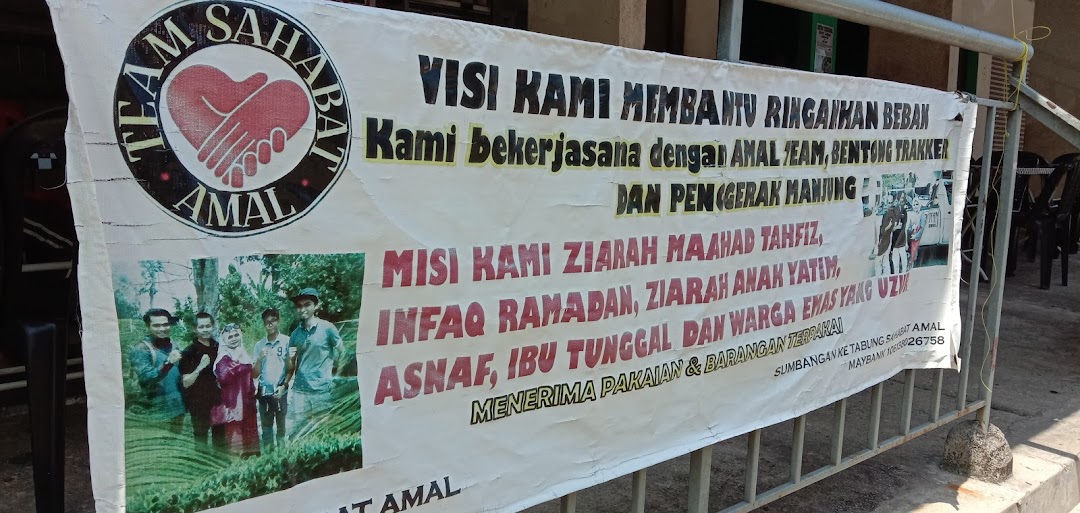 TEAM SAHABAT
AMAL
VISI KAMI MEMBANTU RINGANKAN BEBAN
Kami bekerjasana dengan AMAL TEAM, BENTONG TRAKKER
DAN PENGGERAK MANJUNG
MISI KAMI ZIARAH MAAHAD TAHFIZ,
INFAQ RAMADAN, ZIARAH ANAK YATIM,
ASNAF, IBU TUNGGAL DAN WARGA EMAS YANG UZUR
MENERIMA PAKAIAN & BARANGAN TERPAKAI
SUMBANGAN KE TABUNG SAHABAT AMAL
MAYBANK
AT AMAL